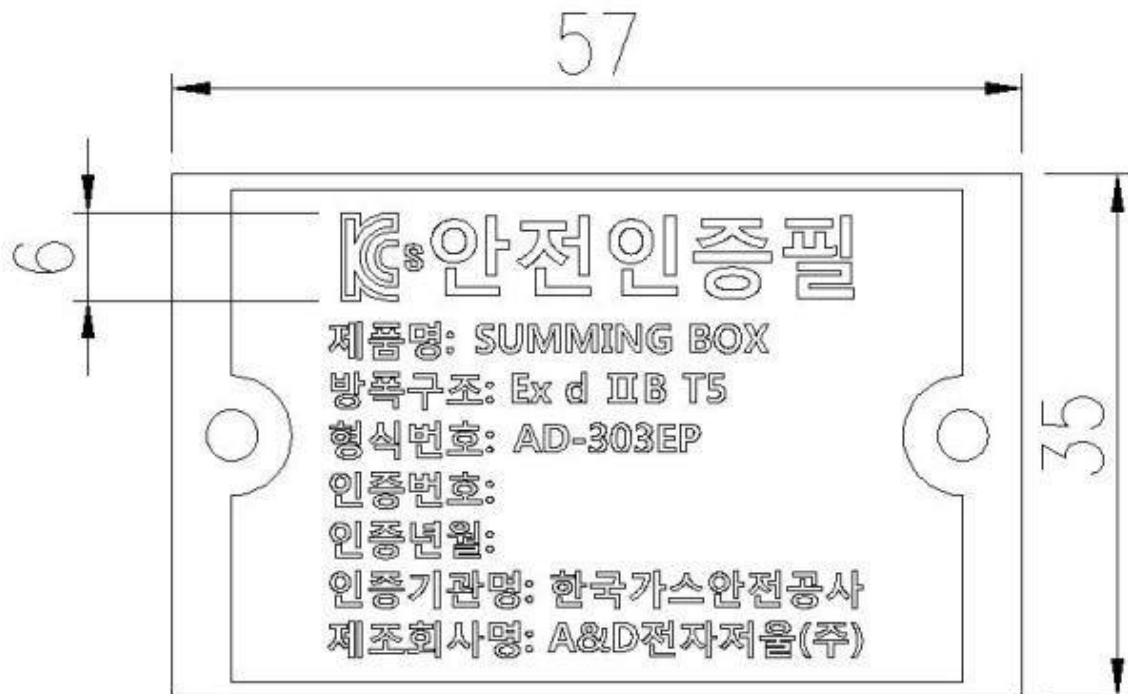 57
6
35
KCs 안전인증필
제품명: SUMMING BOX
방폭구조: Ex d ⅡB T5
형식번호: AD-303EP
인증번호:
인증년월:
인증기관명: 한국가스안전공사
제조회사명: A&D전자저울(주)